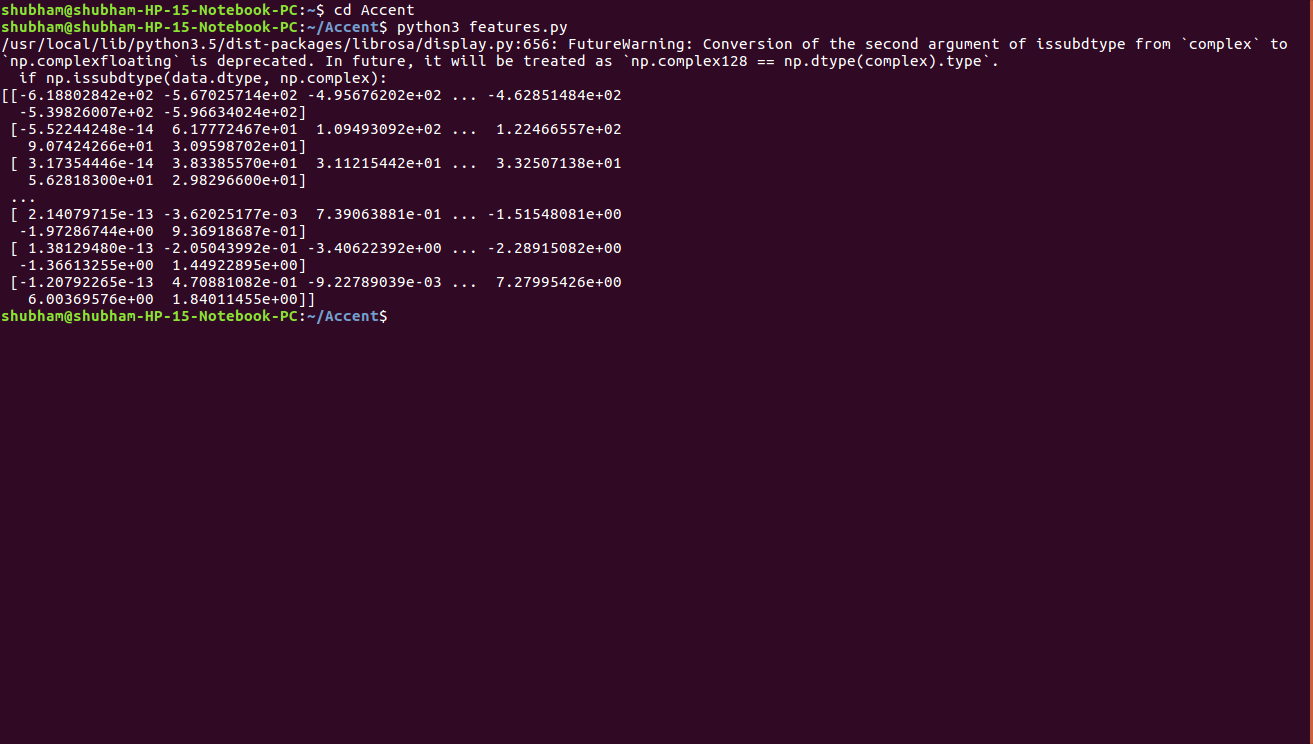 shubham@shubham-HP-15-Notebook-PC:~$ cd Accent
shubham@shubham-HP-15-Notebook-PC:~/Accent$ python3 features.py
/usr/local/lib/python3.5/dist-packages/librosa/display.py:656: FutureWarning: Conversion of the second argument of issubdtype from `complex` to
`np.complexfloating` is deprecated. In future, it will be treated as `np.complex128 == np.dtype(complex).type`.
  if np.issubdtype(data.dtype, np.complex):
[[-6.18802842e+02 -5.67025714e+02 -4.95676202e+02 ... -4.62851484e+02
  -5.39826007e+02 -5.96634024e+02]
 [-5.52244248e-14  6.17772467e+01  1.09493092e+02 ...  1.22466557e+02
   9.07424266e+01  3.09598702e+01]
 [ 3.17354446e-14  3.83385570e+01  3.11215442e+01 ...  3.32507138e+01
   5.62818300e+01  2.98296600e+01]
 ...
 [ 2.14079715e-13 -3.62025177e-03  7.39063881e-01 ... -1.51548081e+00
  -1.97286744e+00  9.36918687e-01]
 [ 1.38129480e-13 -2.05043992e-01 -3.40622392e+00 ... -2.28915082e+00
  -1.36613255e+00  1.44922895e+00]
 [-1.20792265e-13  4.70881082e-01 -9.22789039e-03 ...  7.27995426e+00
   6.00369576e+00  1.84011455e+00]]
shubham@shubham-HP-15-Notebook-PC:~/Accent$